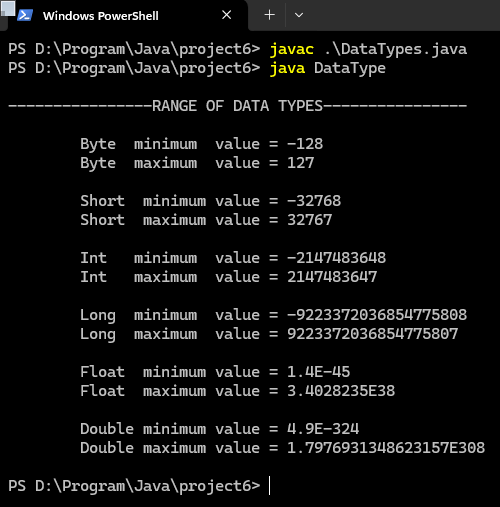 Windows PowerShell
PS D:\Program\Java\project6> javac .\DataTypes.java
PS D:\Program\Java\project6> java DataType
----------------RANGE OF DATA TYPES----------------
Byte  minimum  value = -128
Byte  maximum  value = 127
Short  minimum value = -32768
Short  maximum value = 32767
Int   minimum  value = -2147483648
Int   maximum  value = 2147483647
Long  minimum  value = -9223372036854775808
Long  maximum  value = 9223372036854775807
Float  minimum value = 1.4E-45
Float  maximum value = 3.4028235E38
Double minimum value = 4.9E-324
Double maximum value = 1.7976931348623157E308
PS D:\Program\Java\project6>